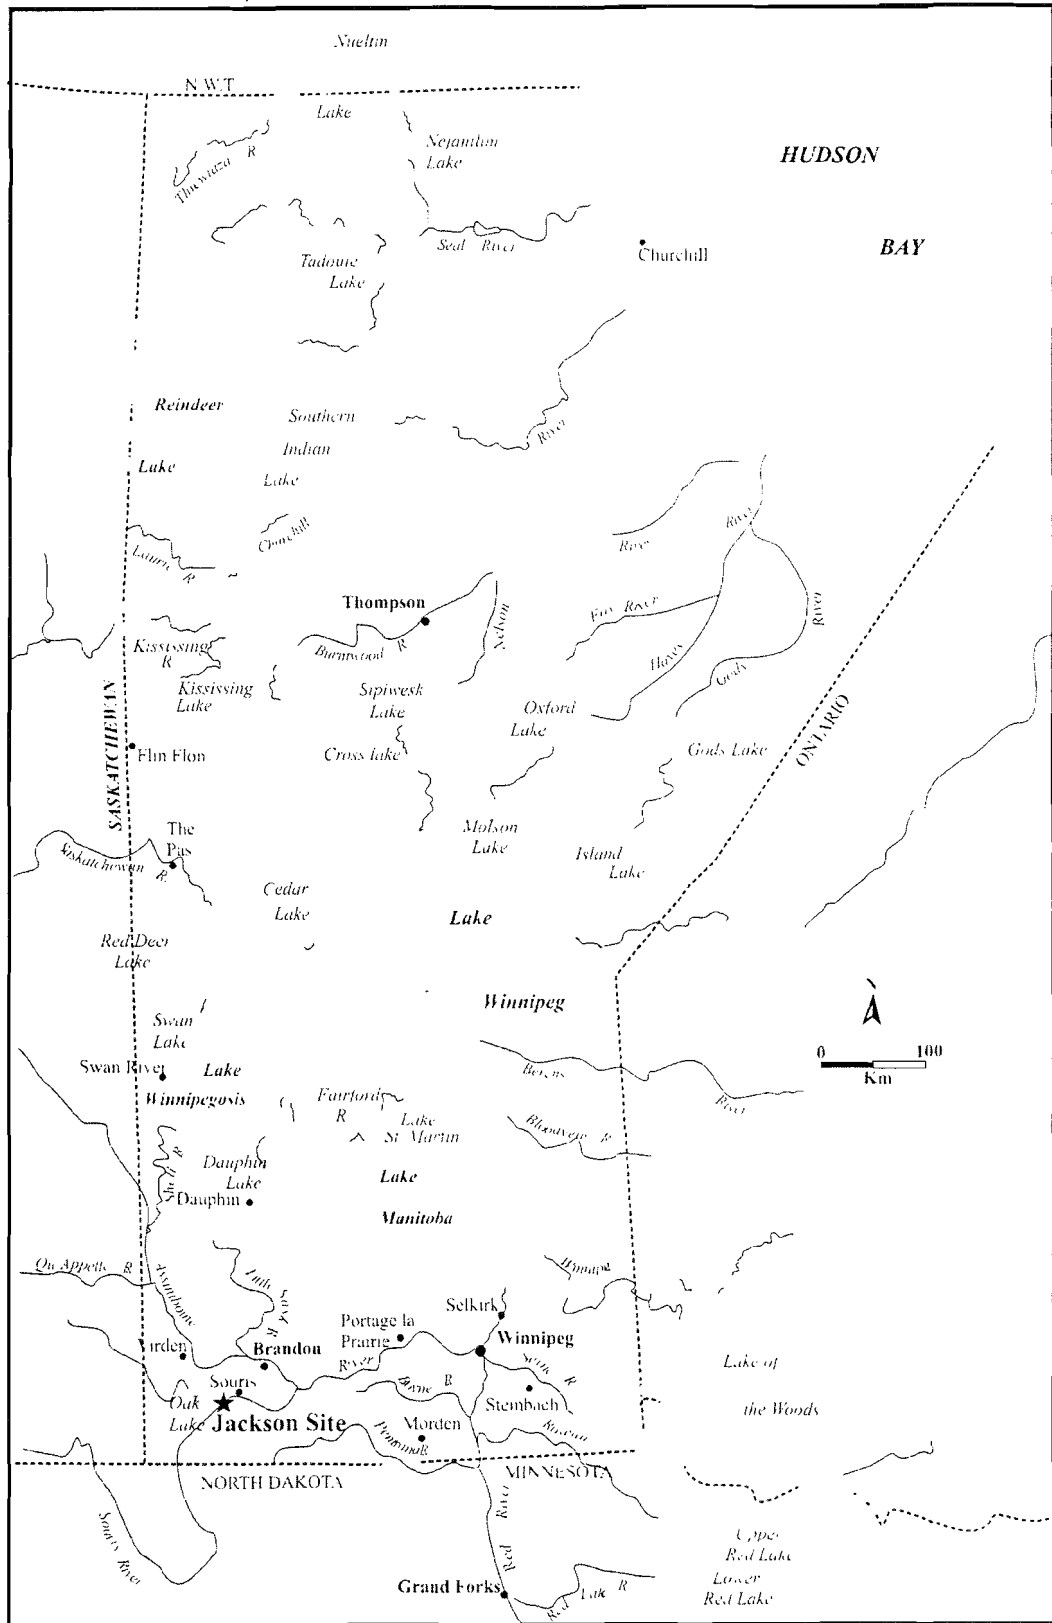 Nueltin
N.W.T.
Lake
Nejanilin
Lake
HUDSON
BAY
R
Seal River
Churchill
Tadoule
Lake
Reindeer
Lake
Southern
Indian
Lake
River
Churchill
Laurie R
River
River
Thompson
Burntwood R
Nelson
Fox River
River
Hayes
Gods
Kississing
R
Kississing
Lake
Sipiwesk
Lake
Oxford
Lake
SASKATCHEWAN
Flin Flon
Cross lake
Gods Lake
ONTARIO
The
Pas
Saskatchewan R.
Molson
Lake
Island
Lake
Cedar
Lake
Lake
Red Deer
Lake
Winnipeg
Swan
Lake
Swan River
Lake
Winnipegosis
0 100
Km
Berens
River
Fairford
R
Lake
St Martin
Bloodvein R
Shell R
Dauphin
Lake
Dauphin
Lake
Manitoba
Qu'Appelle R
Assiniboine
Selkirk
Portage la
Prairie
River
Winnipeg
Virden
Brandon
Souris
Oak
Lake
Jackson Site
Boyne R
Seine R
Steinbach
Morden
Lake of
the Woods
NORTH DAKOTA
MINNESOTA
Souris River
Red River
Upper
Red Lake
Lower
Red Lake
Grand Forks
Red Lake R